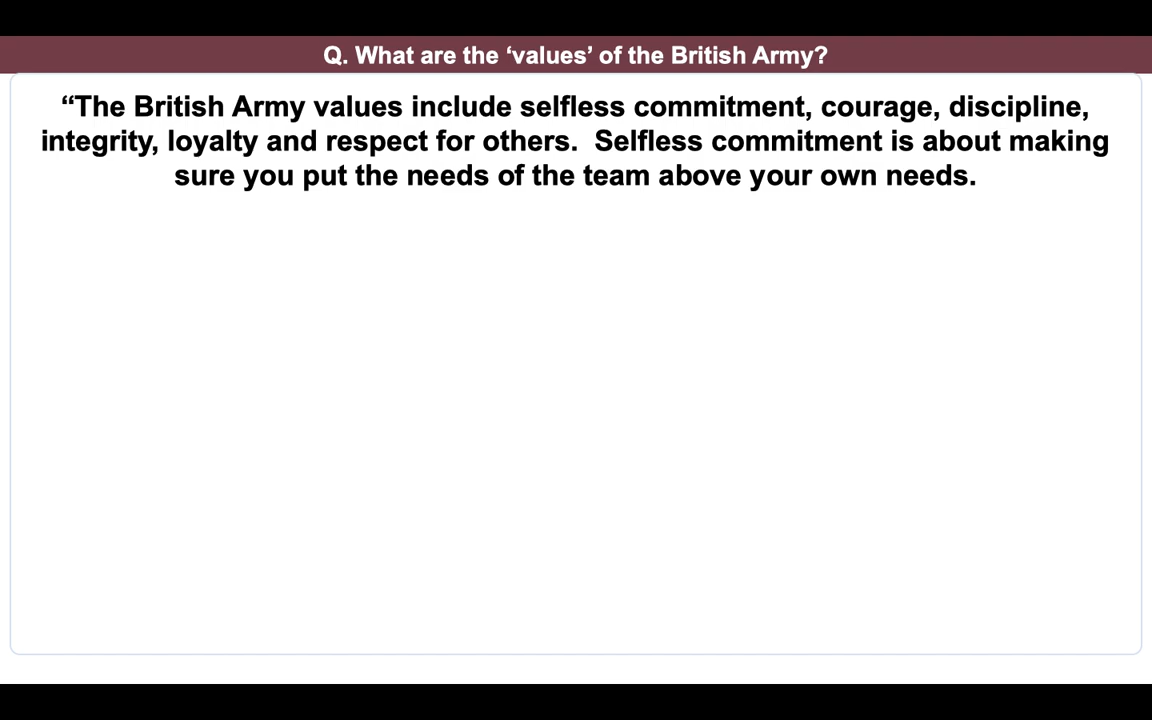 Q. What are the ‘values’ of the British Army?
“The British Army values include selfless commitment, courage, discipline,
integrity, loyalty and respect for others.  Selfless commitment is about making
sure you put the needs of the team above your own needs.